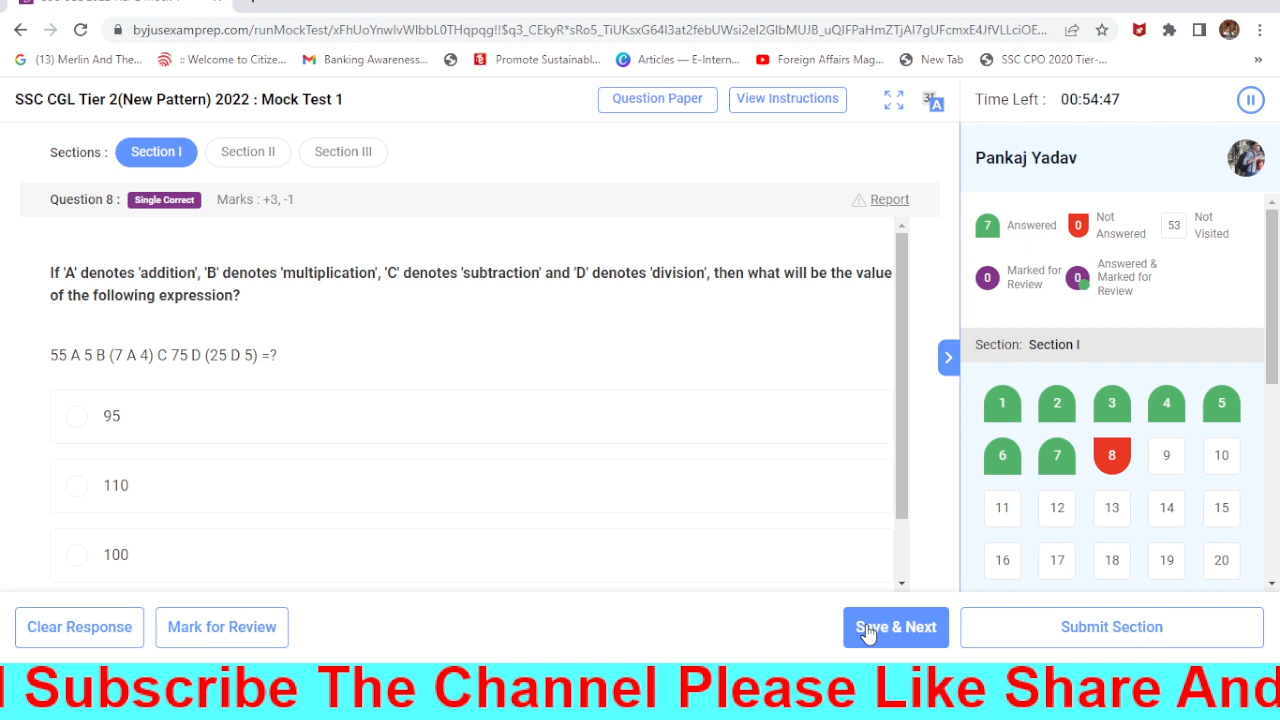 byjusexamprep.com/runMockTest/xFhUoYnwlvWlbbL0THqpqg!!$q3_CEkyR*sRo5_TiUKsxG64I3at2febUWsi2eI2GlbMUJ8_uQIFPaHmZTjAI7gUFcmxE4JfVLLciOE...
(13) Merlin And The...
:: Welcome to Citize...
Banking Awareness...
Promote Sustainabl...
Articles — E-Intern...
Foreign Affairs Mag...
New Tab
SSC CPO 2020 Tier-...
»
SSC CGL Tier 2(New Pattern) 2022 : Mock Test 1
Question Paper
View Instructions
Time Left : 00:54:47
Sections :
Section I
Section II
Section III
Pankaj Yadav
Question 8 :
Single Correct
Marks : +3, -1
Report
7 Answered
0 Not Answered
53 Not Visited
0 Marked for Review
0 Answered & Marked for Review
If 'A' denotes 'addition', 'B' denotes 'multiplication', 'C' denotes 'subtraction' and 'D' denotes 'division', then what will be the value
of the following expression?
55 A 5 B (7 A 4) C 75 D (25 D 5) =?
95
110
100
Section: Section I
1 2 3 4 5
6 7 8 9 10
11 12 13 14 15
16 17 18 19 20
Clear Response
Mark for Review
Save & Next
Submit Section
Subscribe The Channel Please Like Share And